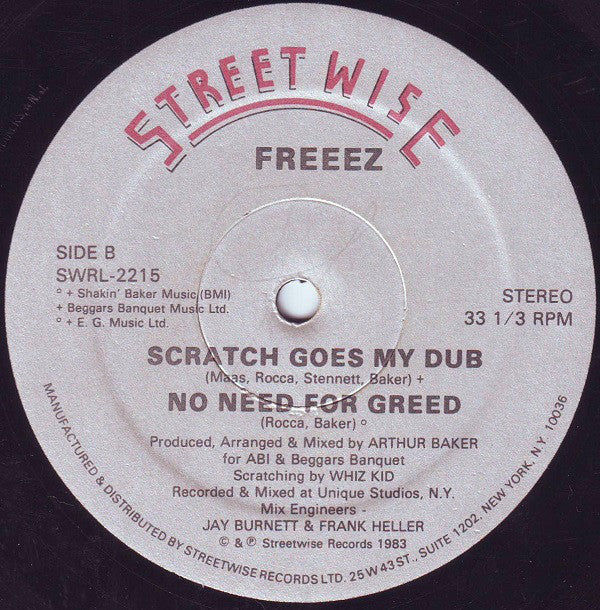 STREETWISE
FREEEZ
SIDE B
SWRL-2215
° + Shakin' Baker Music (BMI)
+ Beggars Banquet Music Ltd.
° + E. G. Music Ltd.
STEREO
33 1/3 RPM
SCRATCH GOES MY DUB
(Maas, Rocca, Stennett, Baker) +
NO NEED FOR GREED
(Rocca, Baker) °
Produced, Arranged & Mixed by ARTHUR BAKER
for ABI & Beggars Banquet
Scratching by WHIZ KID
Recorded & Mixed at Unique Studios, N.Y.
Mix Engineers -
JAY BURNETT & FRANK HELLER
© & ℗ Streetwise Records 1983
MANUFACTURED & DISTRIBUTED BY STREETWISE RECORDS LTD. 25 W 43 ST., SUITE 1202, NEW YORK, N.Y. 10036